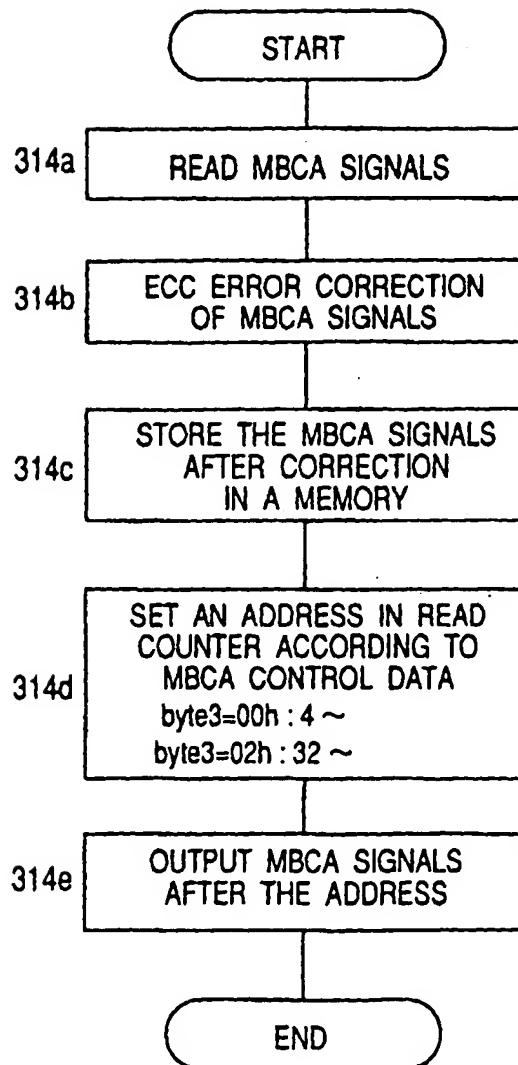 START
314a
READ MBCA SIGNALS
314b
ECC ERROR CORRECTION
OF MBCA SIGNALS
314c
STORE THE MBCA SIGNALS
AFTER CORRECTION
IN A MEMORY
314d
SET AN ADDRESS IN READ
COUNTER ACCORDING TO
MBCA CONTROL DATA
byte3=00h : 4 ~
byte3=02h : 32 ~
314e
OUTPUT MBCA SIGNALS
AFTER THE ADDRESS
END